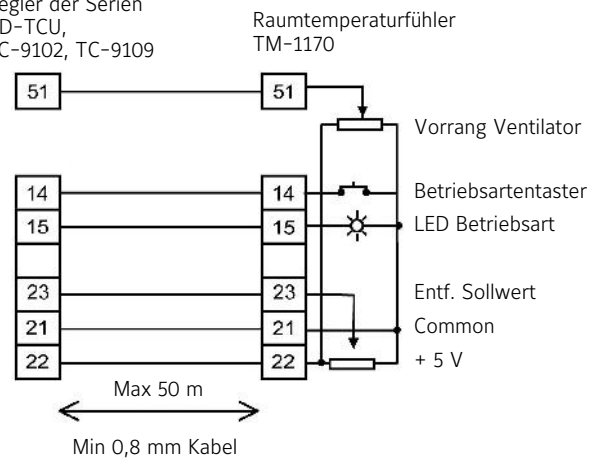 egler der Serien
D-TCU,
C-9102, TC-9109
Raumtemperaturfühler
TM-1170
51 51
Vorrang Ventilator
14 14 Betriebsartentaster
15 15 LED Betriebsart
23 23 Entf. Sollwert
21 21 Common
22 22 + 5 V
Max 50 m
Min 0,8 mm Kabel